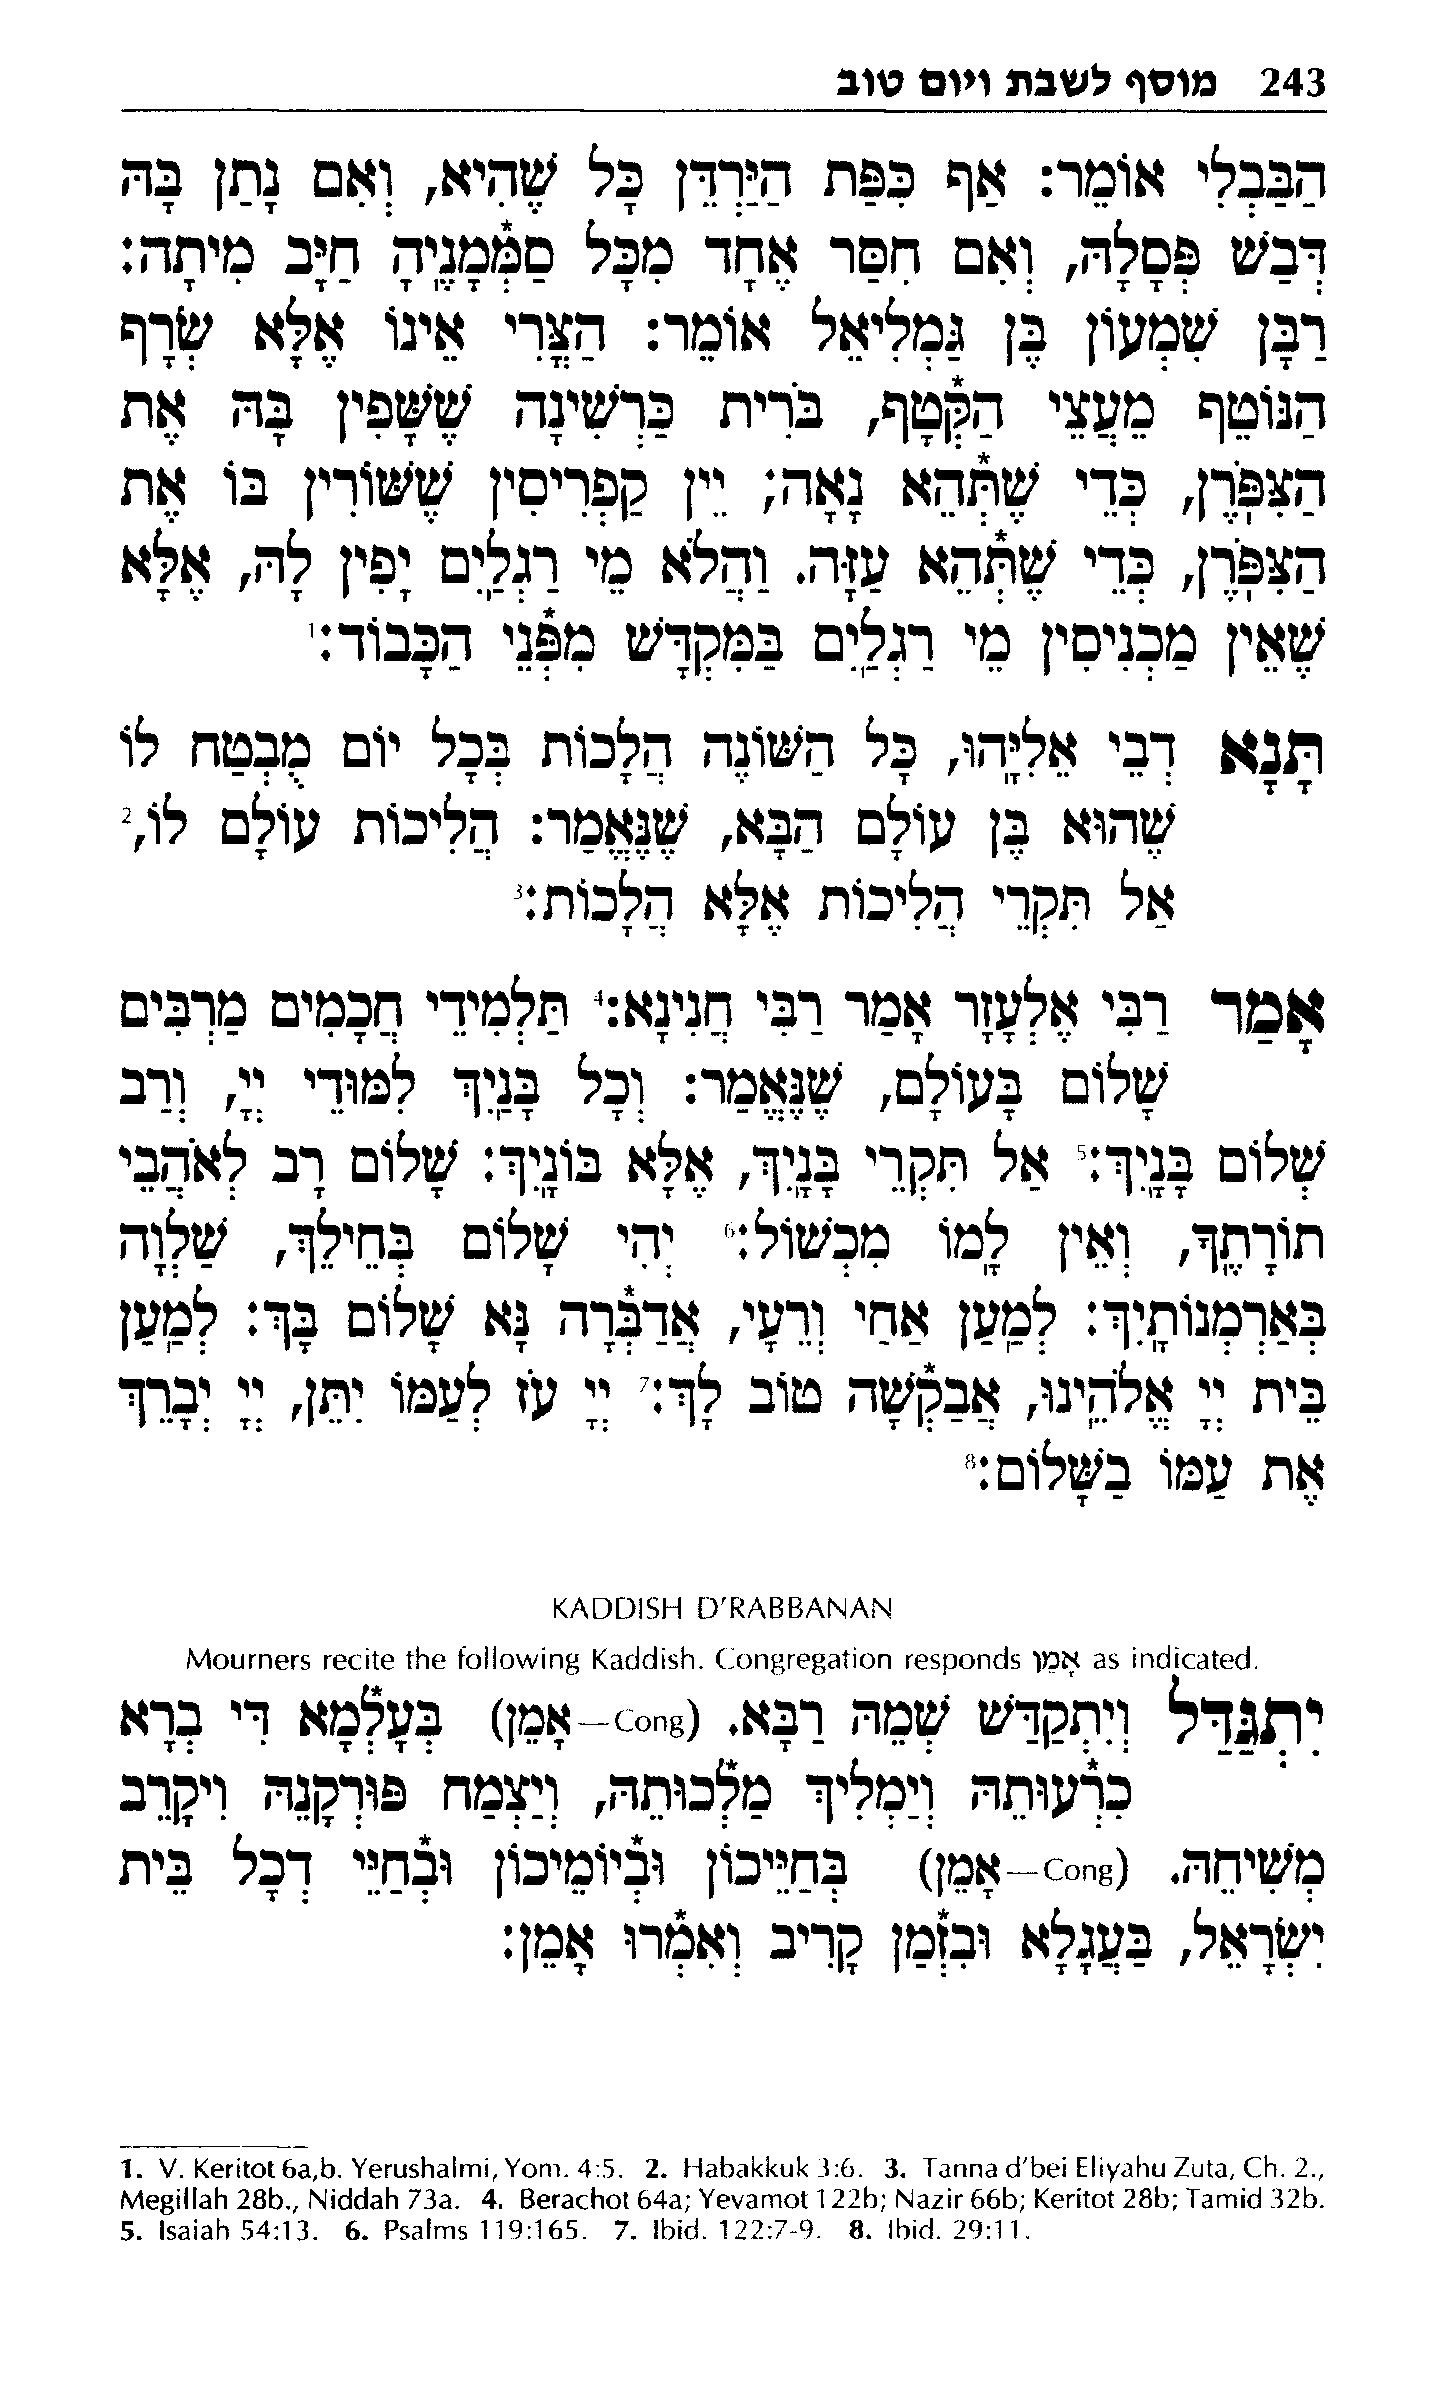 243 מוסף לשבת ויום טוב
הַבַּבְלִי אוֹמֵר: אַף כִּפַּת הַיַּרְדֵּן כָּל שֶׁהִיא, וְאִם נָתַן בָּהּ
דְּבַשׁ פְּסָלָהּ, וְאִם חִסַּר אֶחָד מִכָּל סַמְּ*מָנֶיהָ חַיָּב מִיתָה:
רַבָּן שִׁמְעוֹן בֶּן גַּמְלִיאֵל אוֹמֵר: הַצֳּרִי אֵינוֹ אֶלָּא שְׂרָף
הַנּוֹטֵף מֵעֲצֵי הַקְּ*טָף, בֹּרִית כַּרְשִׁינָה שֶׁשָּׁפִין בָּהּ אֶת
הַצִּפֹּרֶן, כְּדֵי שֶׁתְּ*הֵא נָאָה; יֵין קַפְרִיסִין שֶׁשּׁוֹרִין בּוֹ אֶת
הַצִּפֹּרֶן, כְּדֵי שֶׁתְּ*הֵא עַזָּה. וַהֲלֹא מֵי רַגְלַיִם יָפִין לָהּ, אֶלָּא
שֶׁאֵין מַכְנִיסִין מֵי רַגְלַיִם בַּמִּקְדָּשׁ מִפְּ*נֵי הַכָּבוֹד:¹
תָּנָא דְבֵי אֵלִיָּהוּ, כָּל הַשּׁוֹנֶה הֲלָכוֹת בְּכָל יוֹם מֻבְטַח לוֹ
שֶׁהוּא בֶּן עוֹלָם הַבָּא, שֶׁנֶּאֱמַר: הֲלִיכוֹת עוֹלָם לוֹ,²
אַל תִּקְרֵי הֲלִיכוֹת אֶלָּא הֲלָכוֹת:³
אָמַר רַבִּי אֶלְעָזָר אָמַר רַבִּי חֲנִינָא:⁴ תַּלְמִידֵי חֲכָמִים מַרְבִּים
שָׁלוֹם בָּעוֹלָם, שֶׁנֶּאֱמַר: וְכָל בָּנַיִךְ לִמּוּדֵי יְיָ, וְרַב
שְׁלוֹם בָּנָיִךְ:⁵ אַל תִּקְרֵי בָּנָיִךְ, אֶלָּא בּוֹנָיִךְ: שָׁלוֹם רָב לְאֹהֲבֵי
תוֹרָתֶךָ, וְאֵין לָמוֹ מִכְשׁוֹל:⁶ יְהִי שָׁלוֹם בְּחֵילֵךְ, שַׁלְוָה
בְּאַרְמְנוֹתָיִךְ: לְמַעַן אַחַי וְרֵעָי, אֲדַבְּ*רָה נָּא שָׁלוֹם בָּךְ: לְמַעַן
בֵּית יְיָ אֱלֹהֵינוּ, אֲבַקְ*שָׁה טוֹב לָךְ:⁷ יְיָ עֹז לְעַמּוֹ יִתֵּן, יְיָ יְבָרֵךְ
אֶת עַמּוֹ בַשָּׁלוֹם:⁸
KADDISH D'RABBANAN
Mourners recite the following Kaddish. Congregation responds אָמֵן as indicated.
יִתְגַּדַּל וְיִתְקַדַּשׁ שְׁמֵהּ רַבָּא. (Cong—אָמֵן) בְּעָלְ*מָא דִּי בְרָא
כִרְ*עוּתֵהּ וְיַמְלִיךְ מַלְ*כוּתֵהּ, וְיַצְמַח פּוּרְקָנֵהּ וִיקָרֵב
מְשִׁיחֵהּ. (Cong—אָמֵן) בְּחַיֵּיכוֹן וּבְ*יוֹמֵיכוֹן וּבְ*חַיֵּי דְכָל בֵּית
יִשְׂרָאֵל, בַּעֲגָלָא וּבִזְ*מַן קָרִיב וְאִמְ*רוּ אָמֵן:
1. V. Keritot 6a,b. Yerushalmi, Yom. 4:5. 2. Habakkuk 3:6. 3. Tanna d'bei Eliyahu Zuta, Ch. 2.,
Megillah 28b., Niddah 73a. 4. Berachot 64a; Yevamot 122b; Nazir 66b; Keritot 28b; Tamid 32b.
5. Isaiah 54:13. 6. Psalms 119:165. 7. Ibid. 122:7-9. 8. Ibid. 29:11.